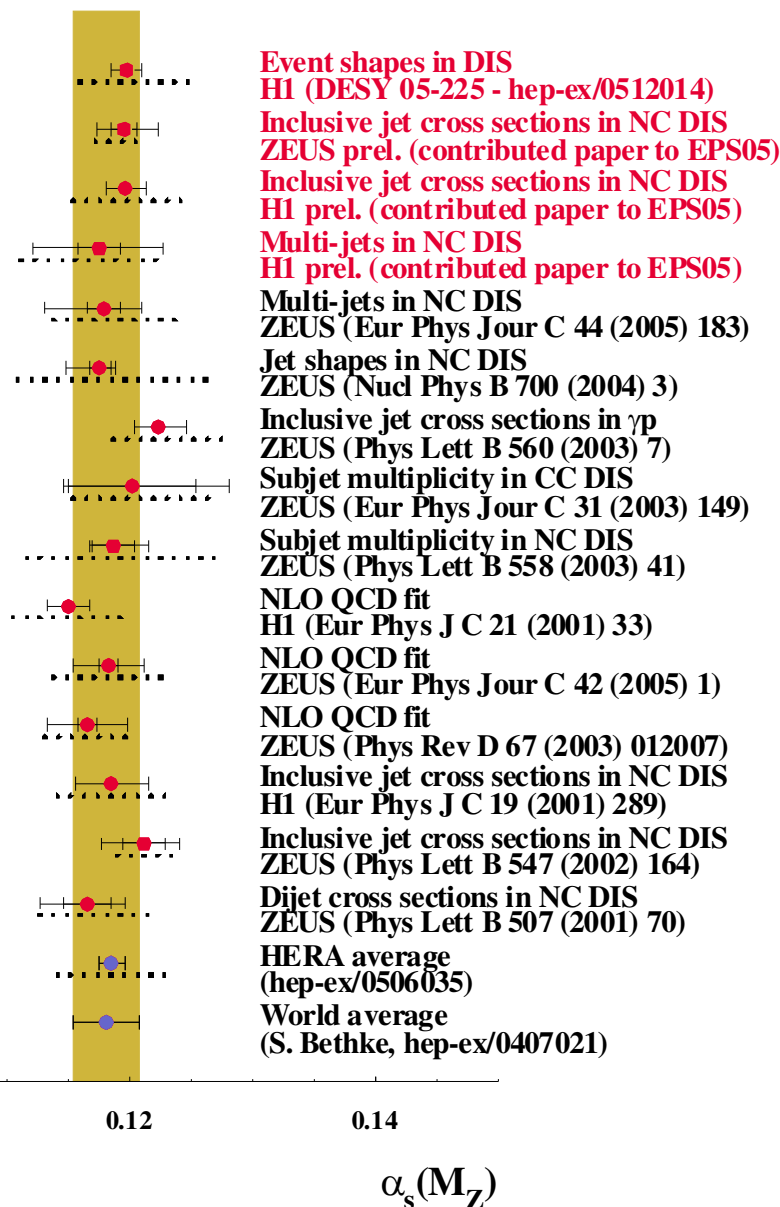 Event shapes in DIS
H1 (DESY 05-225 - hep-ex/0512014)
Inclusive jet cross sections in NC DIS
ZEUS prel. (contributed paper to EPS05)
Inclusive jet cross sections in NC DIS
H1 prel. (contributed paper to EPS05)
Multi-jets in NC DIS
H1 prel. (contributed paper to EPS05)
Multi-jets in NC DIS
ZEUS (Eur Phys Jour C 44 (2005) 183)
Jet shapes in NC DIS
ZEUS (Nucl Phys B 700 (2004) 3)
Inclusive jet cross sections in γp
ZEUS (Phys Lett B 560 (2003) 7)
Subjet multiplicity in CC DIS
ZEUS (Eur Phys Jour C 31 (2003) 149)
Subjet multiplicity in NC DIS
ZEUS (Phys Lett B 558 (2003) 41)
NLO QCD fit
H1 (Eur Phys J C 21 (2001) 33)
NLO QCD fit
ZEUS (Eur Phys Jour C 42 (2005) 1)
NLO QCD fit
ZEUS (Phys Rev D 67 (2003) 012007)
Inclusive jet cross sections in NC DIS
H1 (Eur Phys J C 19 (2001) 289)
Inclusive jet cross sections in NC DIS
ZEUS (Phys Lett B 547 (2002) 164)
Dijet cross sections in NC DIS
ZEUS (Phys Lett B 507 (2001) 70)
HERA average
(hep-ex/0506035)
World average
(S. Bethke, hep-ex/0407021)
0.12 0.14
α_s(M_Z)